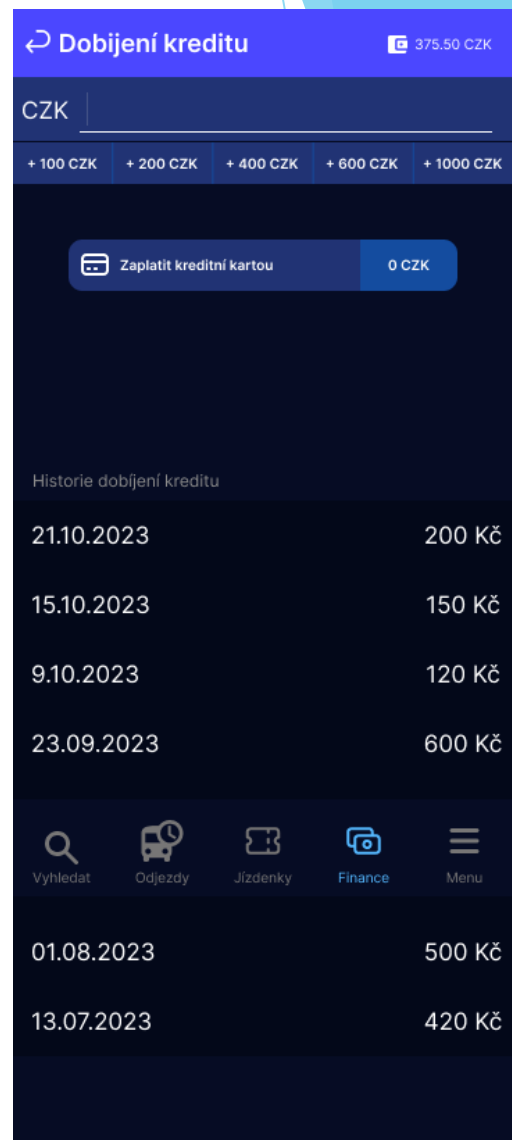 Dobijení kreditu 375.50 CZK
CZK
+ 100 CZK + 200 CZK + 400 CZK + 600 CZK + 1000 CZK
Zaplatit kreditní kartou 0 CZK
Historie dobíjení kreditu
21.10.2023 200 Kč
15.10.2023 150 Kč
9.10.2023 120 Kč
23.09.2023 600 Kč
Vyhledat Odjezdy Jízdenky Finance Menu
01.08.2023 500 Kč
13.07.2023 420 Kč